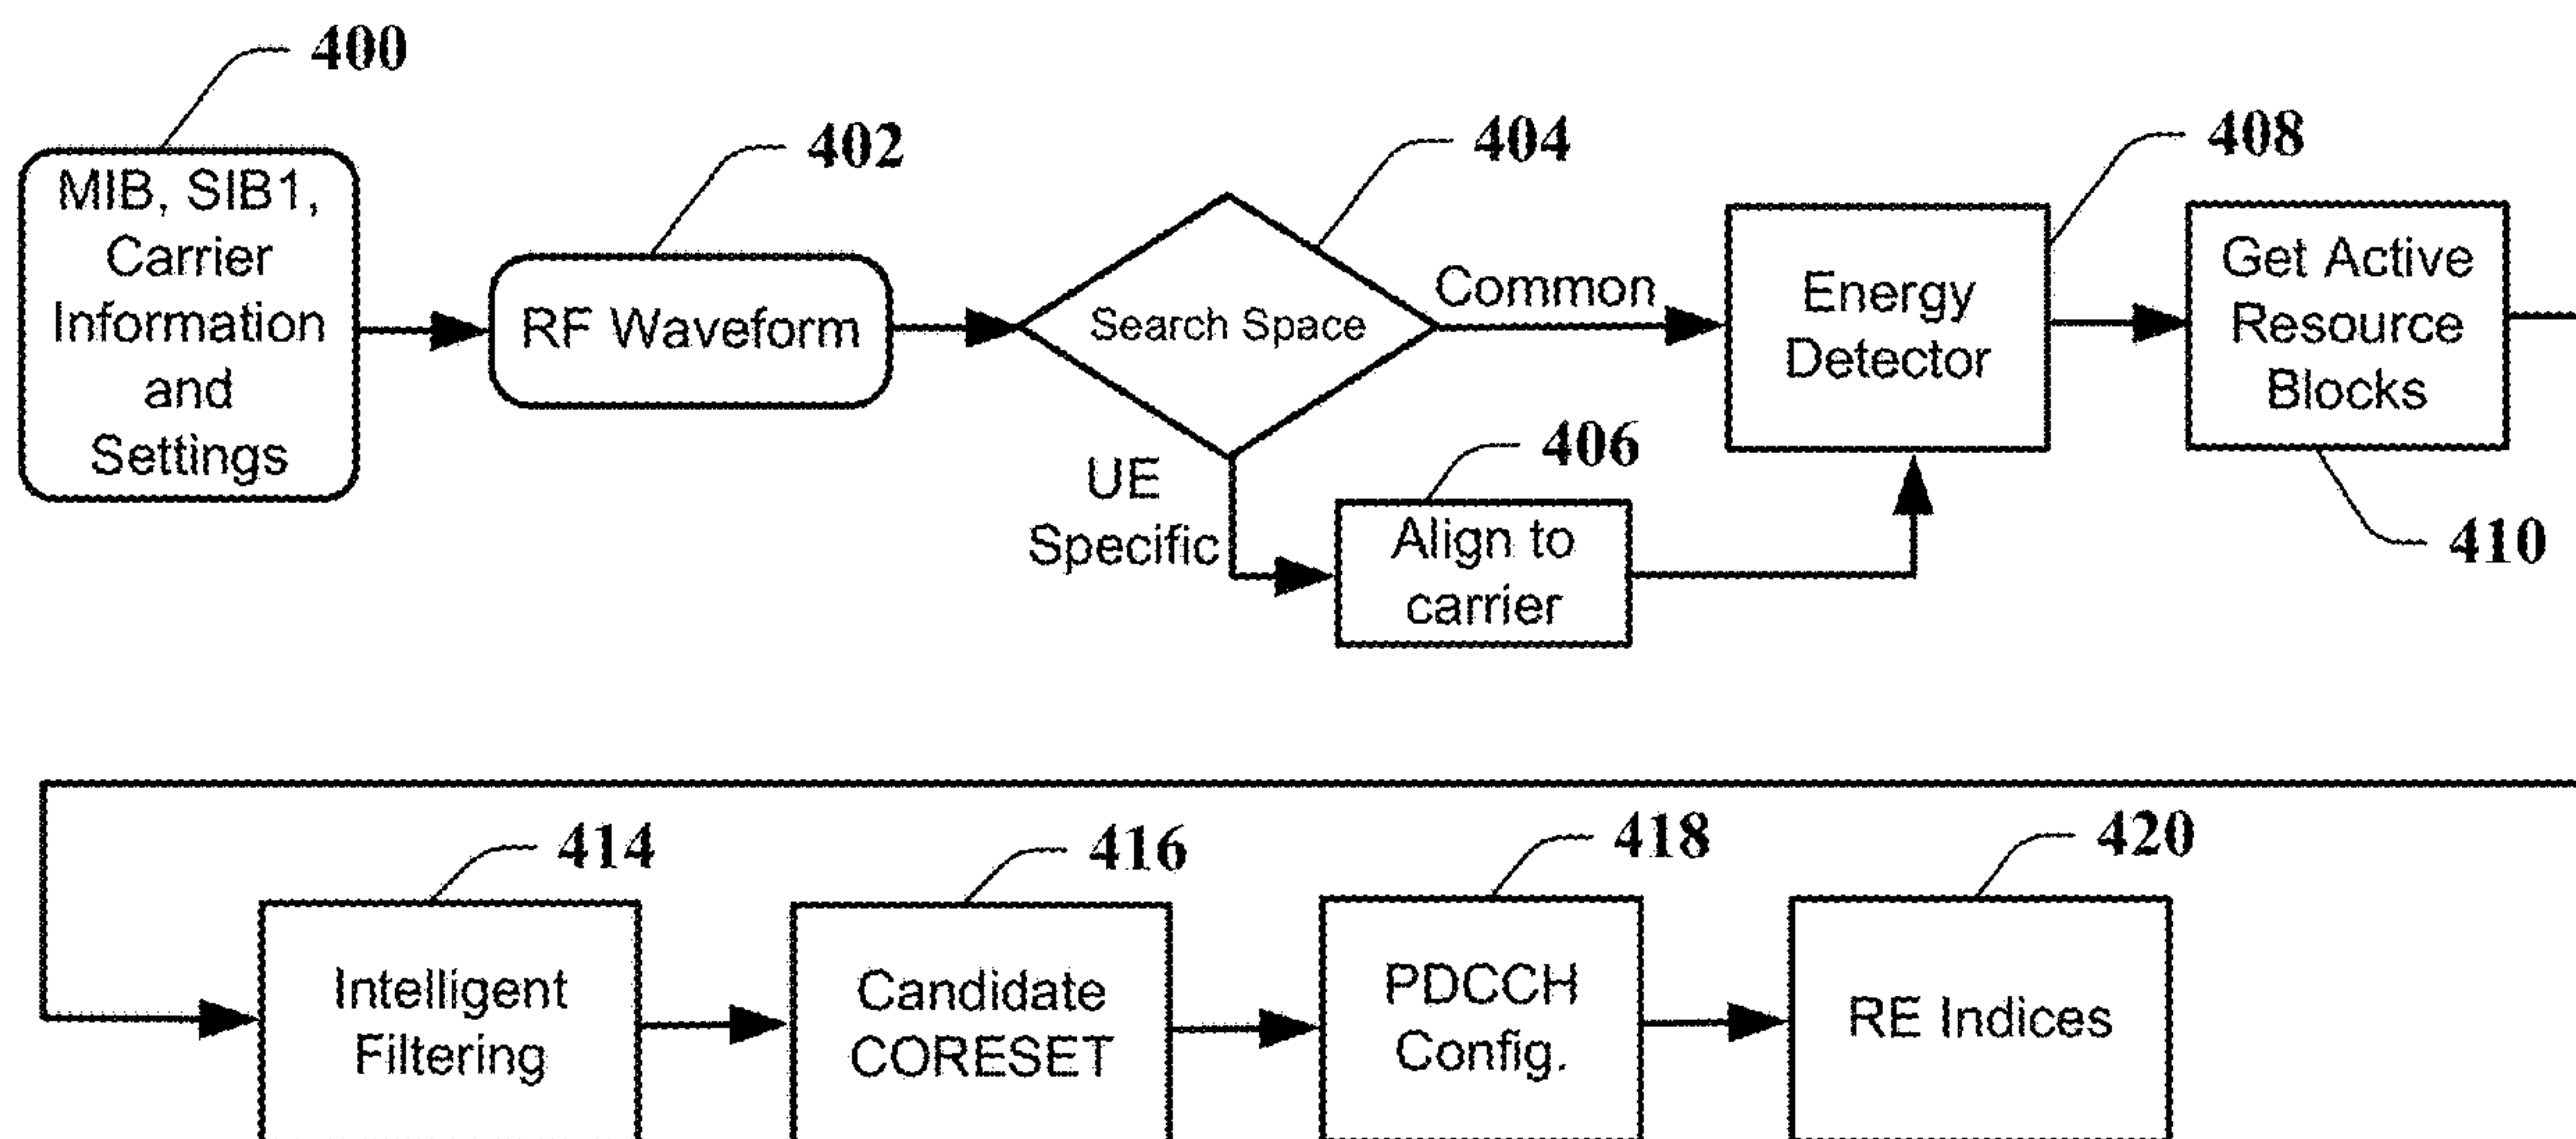 400
MIB, SIB1,
Carrier
Information
and
Settings
402
RF Waveform
404
Search Space
Common
UE
Specific
406
Align to
carrier
408
Energy
Detector
Get Active
Resource
Blocks
410
414
Intelligent
Filtering
416
Candidate
CORESET
418
PDCCH
Config.
420
RE Indices